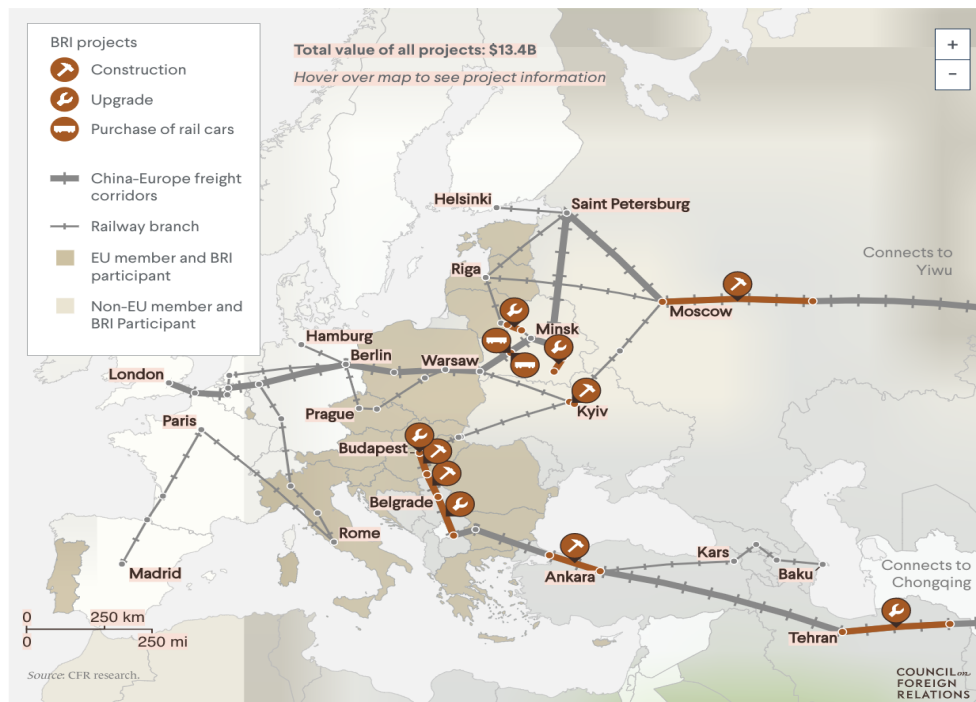 BRI projects
Construction
Upgrade
Purchase of rail cars
China-Europe freight
corridors
Railway branch
EU member and BRI
participant
Non-EU member and
BRI Participant
Total value of all projects: $13.4B
Hover over map to see project information
+
−
Helsinki
Saint Petersburg
Connects to
Yiwu
Riga
Moscow
Minsk
Hamburg
Berlin
Warsaw
London
Prague
Kyiv
Paris
Budapest
Belgrade
Rome
Madrid
Kars
Ankara
Baku
Connects to
Chongqing
Tehran
0 250 km
0 250 mi
Source: CFR research.
COUNCIL on
FOREIGN
RELATIONS